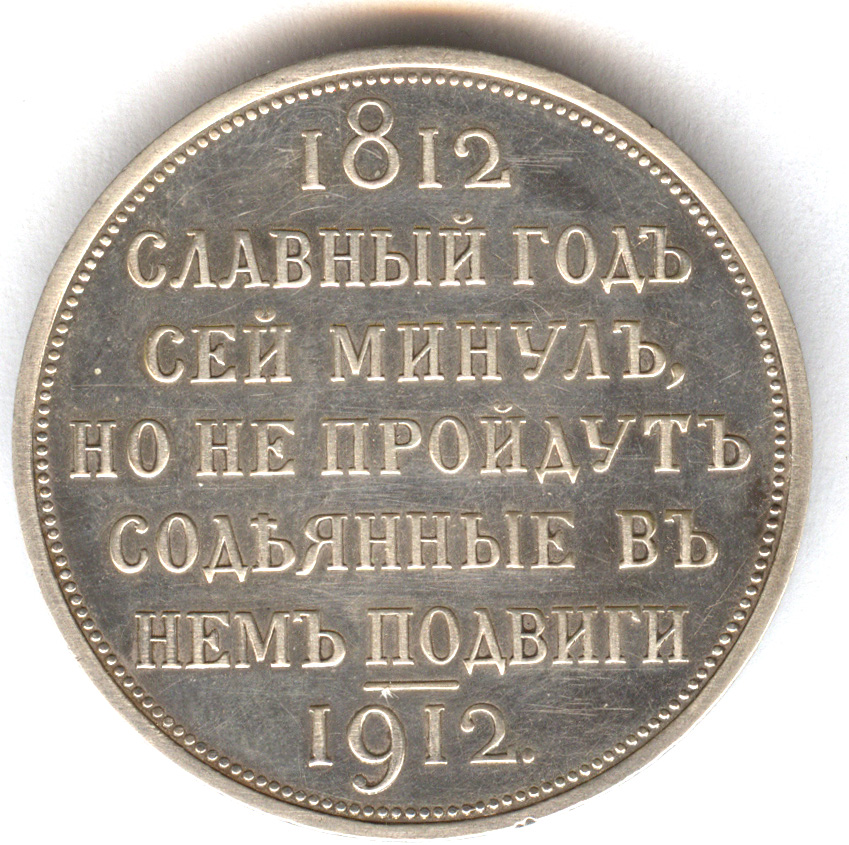 1812
СЛАВНЫЙ ГОДЪ
СЕЙ МИНУЛЪ,
НО НЕ ПРОЙДУТЪ
СОДѢЯННЫЕ ВЪ
НЕМЪ ПОДВИГИ
1912.